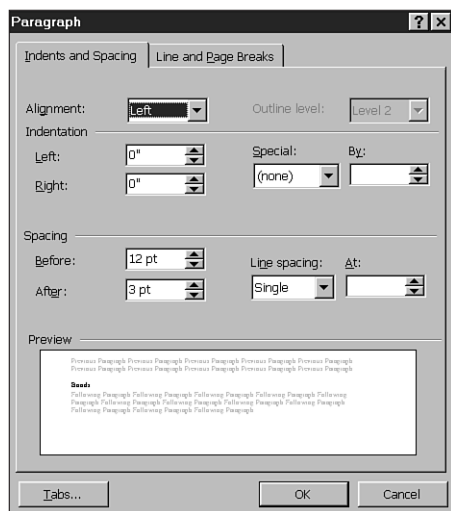 Paragraph
Indents and Spacing Line and Page Breaks
Alignment: Left Outline level: Level 2
Indentation
Left: 0" Special: By:
Right: 0" (none)
Spacing
Before: 12 pt Line spacing: At:
After: 3 pt Single
Preview
Previous Paragraph Previous Paragraph Previous Paragraph Previous Paragraph Previous Paragraph
Previous Paragraph Previous Paragraph Previous Paragraph Previous Paragraph Previous Paragraph
Following Paragraph Following Paragraph Following Paragraph Following Paragraph Following
Paragraph Following Paragraph Following Paragraph Following Paragraph Following Paragraph
Following Paragraph Following Paragraph Following Paragraph
Tabs... OK Cancel